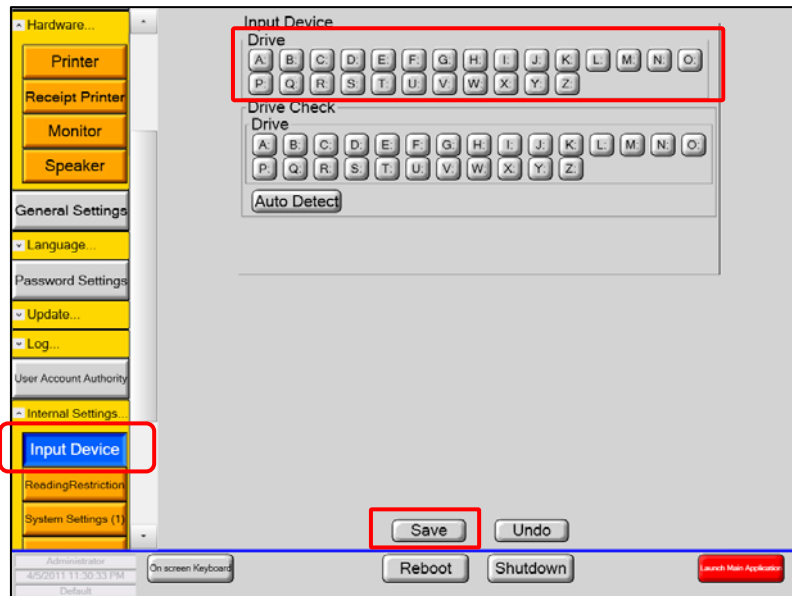 Hardware...
Printer
Receipt Printer
Monitor
Speaker
General Settings
Language...
Password Settings
Update...
Log...
User Account Authority
Internal Settings...
Input Device
ReadingRestriction
System Settings (1)
Input Device
Drive
A: B: C: D: E: F: G: H: I: J: K: L: M: N: O:
P: Q: R: S: T: U: V: W: X: Y: Z:
Drive Check
Drive
A: B: C: D: E: F: G: H: I: J: K: L: M: N: O:
P: Q: R: S: T: U: V: W: X: Y: Z:
Auto Detect
Save Undo
Administrator
4/5/2011 11:30:33 PM
Default
On screen Keyboard
Reboot Shutdown
Launch Main Application